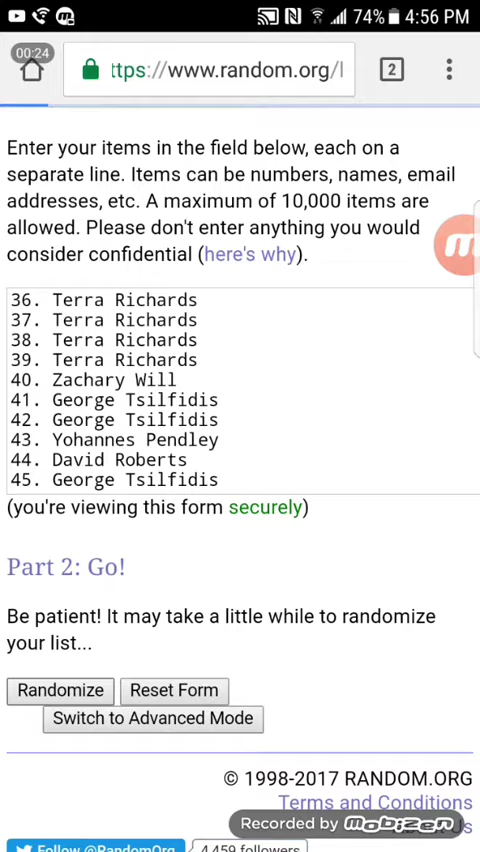 74% 4:56 PM
00:24
ttps://www.random.org/l
2
Enter your items in the field below, each on a
separate line. Items can be numbers, names, email
addresses, etc. A maximum of 10,000 items are
allowed. Please don't enter anything you would
consider confidential (here's why).
36. Terra Richards
37. Terra Richards
38. Terra Richards
39. Terra Richards
40. Zachary Will
41. George Tsilfidis
42. George Tsilfidis
43. Yohannes Pendley
44. David Roberts
45. George Tsilfidis
(you're viewing this form securely)
Part 2: Go!
Be patient! It may take a little while to randomize
your list...
Randomize Reset Form
Switch to Advanced Mode
© 1998-2017 RANDOM.ORG
Terms and Conditions
Recorded by mobizen
Follow @RandomOrg 4,459 followers